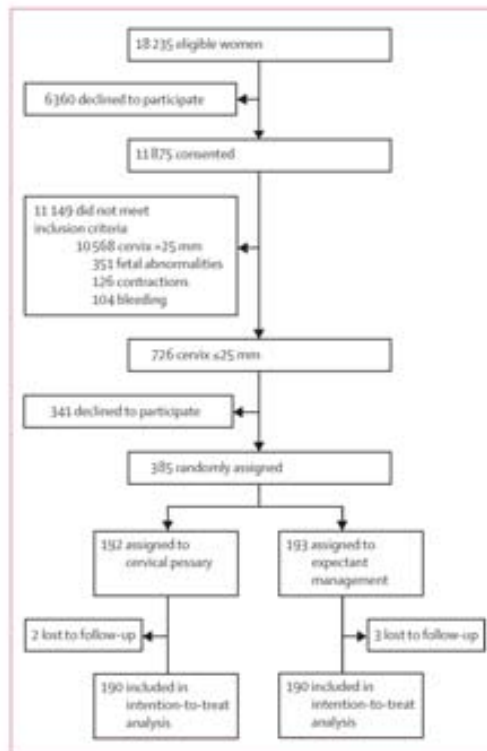 18 235 eligible women
6360 declined to participate
11 875 consented
11 149 did not meet
inclusion criteria
10 568 cervix >25 mm
351 fetal abnormalities
126 contractions
104 bleeding
726 cervix ≤25 mm
341 declined to participate
385 randomly assigned
192 assigned to
cervical pessary
193 assigned to
expectant
management
2 lost to follow-up
3 lost to follow-up
190 included in
intention-to-treat
analysis
190 included in
intention-to-treat
analysis